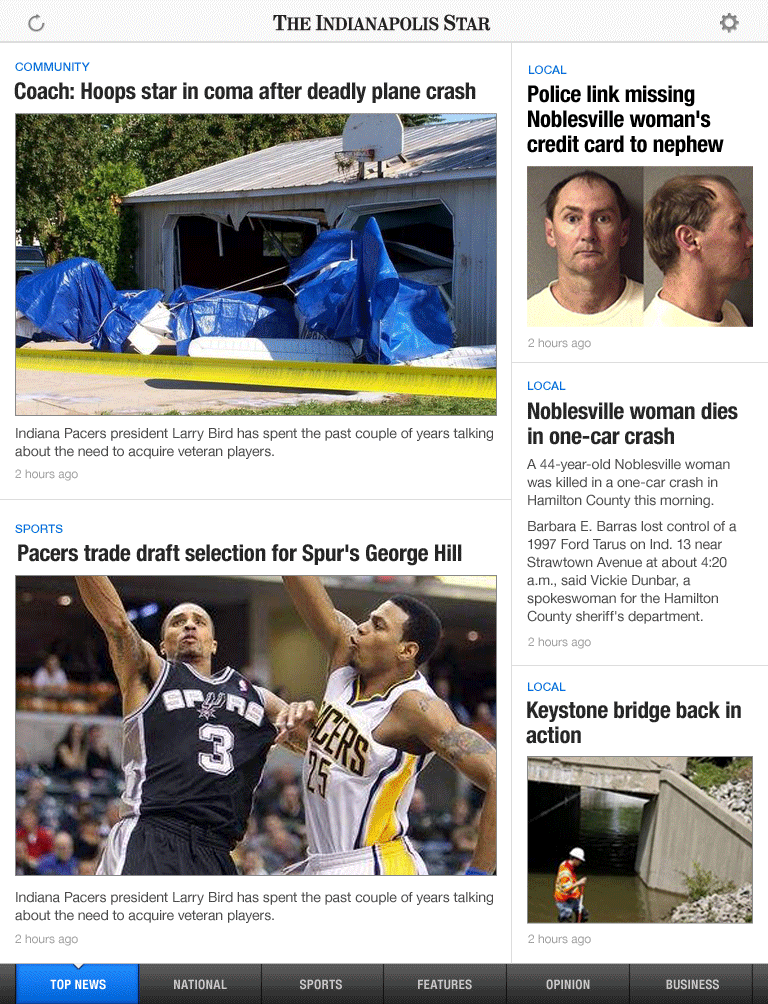 THE INDIANAPOLIS STAR
COMMUNITY
Coach: Hoops star in coma after deadly plane crash
Indiana Pacers president Larry Bird has spent the past couple of years talking
about the need to acquire veteran players.
2 hours ago
SPORTS
Pacers trade draft selection for Spur's George Hill
SPURS
3
PACERS
25
Indiana Pacers president Larry Bird has spent the past couple of years talking
about the need to acquire veteran players.
2 hours ago
LOCAL
Police link missing
Noblesville woman's
credit card to nephew
2 hours ago
LOCAL
Noblesville woman dies
in one-car crash
A 44-year-old Noblesville woman
was killed in a one-car crash in
Hamilton County this morning.
Barbara E. Barras lost control of a
1997 Ford Tarus on Ind. 13 near
Strawtown Avenue at about 4:20
a.m., said Vickie Dunbar, a
spokeswoman for the Hamilton
County sheriff's department.
2 hours ago
LOCAL
Keystone bridge back in
action
2 hours ago
TOP NEWS
NATIONAL
SPORTS
FEATURES
OPINION
BUSINESS